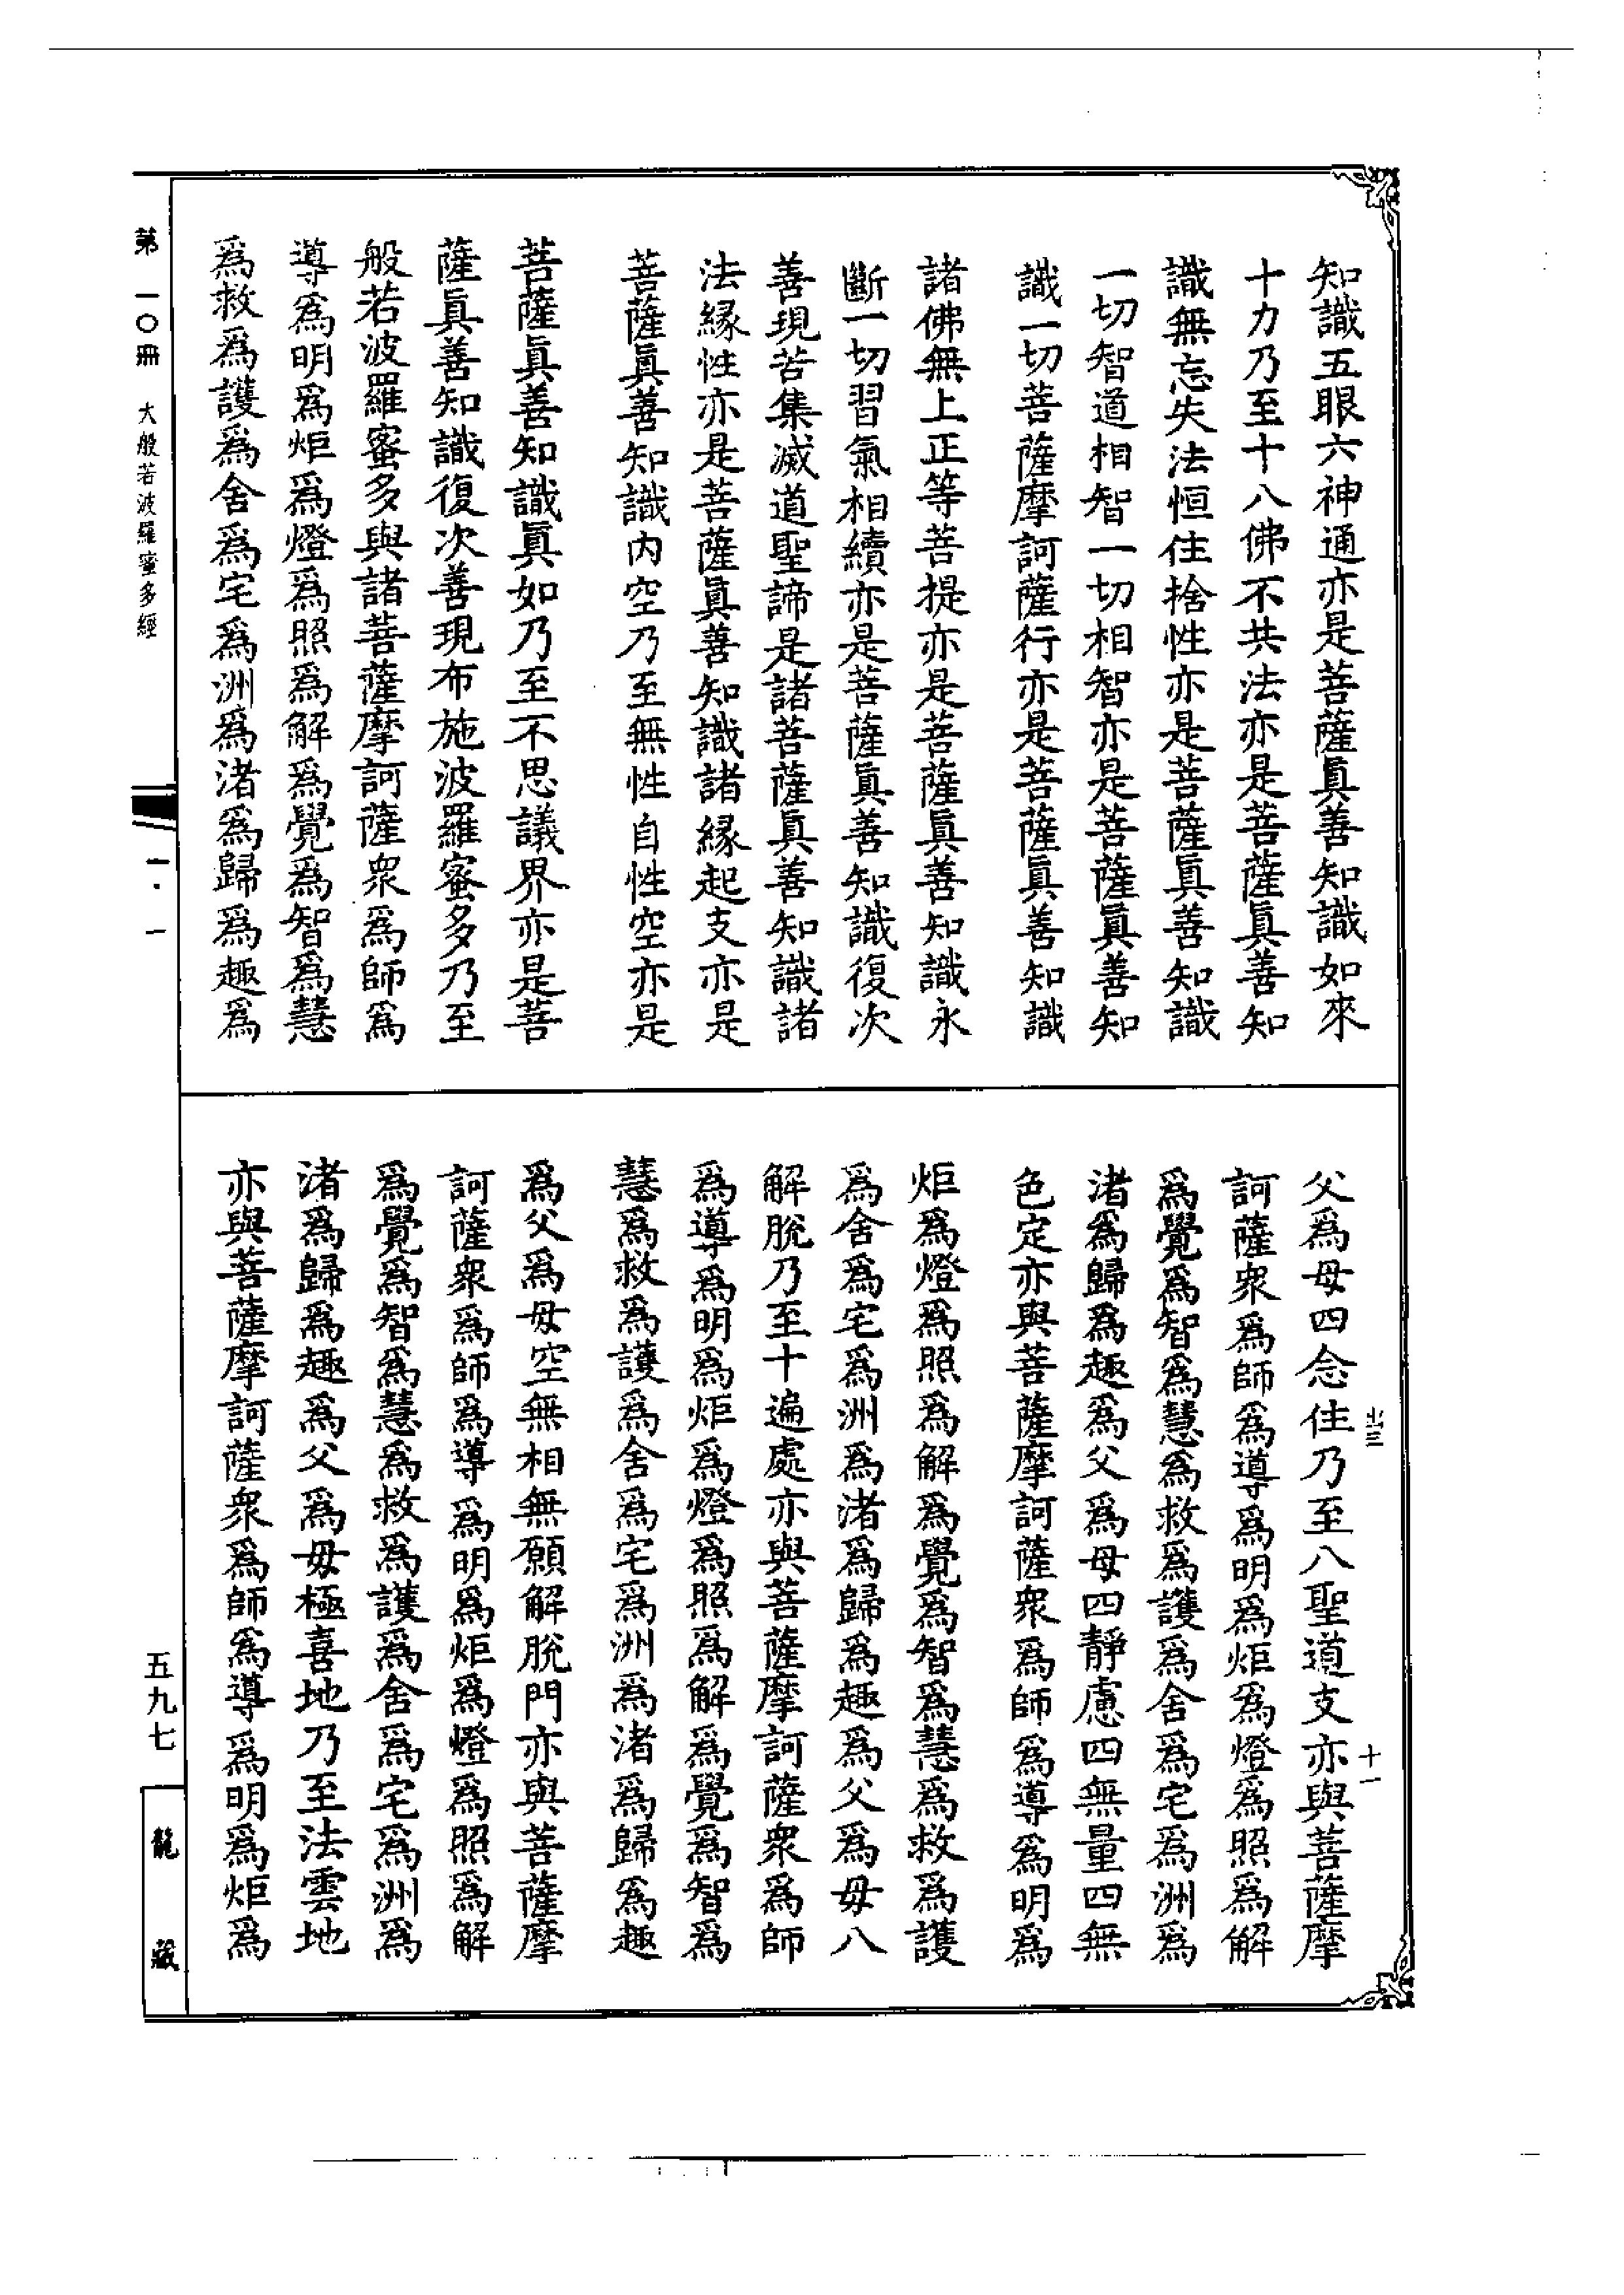 知識五眼六神通亦是菩薩眞善知識如來
十力乃至十八佛不共法亦是菩薩眞善知
識無忘失法恒住捨性亦是菩薩眞善知識
一切智道相智一切相智亦是菩薩眞善知
識一切菩薩摩訶薩行亦是菩薩眞善知識
諸佛無上正等菩提亦是菩薩眞善知識永
斷一切習氣相續亦是菩薩眞善知識復次
善現苦集滅道聖諦是諸菩薩眞善知識諸
法緣性亦是菩薩眞善知識諸緣起支亦是
菩薩眞善知識內空乃至無性自性空亦是
菩薩眞善知識眞如乃至不思議界亦是菩
薩眞善知識復次善現布施波羅蜜多乃至
般若波羅蜜多與諸菩薩摩訶薩衆爲師爲
導爲明爲炬爲燈爲照爲解爲覺爲智爲慧
爲救爲護爲舍爲宅爲洲爲渚爲歸爲趣爲
父爲母四念住乃至八聖道支亦與菩薩摩
訶薩衆爲師爲導爲明爲炬爲燈爲照爲解
爲覺爲智爲慧爲救爲護爲舍爲宅爲洲爲
渚爲歸爲趣爲父爲母四靜慮四無量四無
色定亦與菩薩摩訶薩衆爲師爲導爲明爲
炬爲燈爲照爲解爲覺爲智爲慧爲救爲護
爲舍爲宅爲洲爲渚爲歸爲趣爲父爲母八
解脫乃至十遍處亦與菩薩摩訶薩衆爲師
爲導爲明爲炬爲燈爲照爲解爲覺爲智爲
慧爲救爲護爲舍爲宅爲洲爲渚爲歸爲趣
爲父爲母空無相無願解脫門亦與菩薩摩
訶薩衆爲師爲導爲明爲炬爲燈爲照爲解
爲覺爲智爲慧爲救爲護爲舍爲宅爲洲爲
渚爲歸爲趣爲父爲母極喜地乃至法雲地
亦與菩薩摩訶薩衆爲師爲導爲明爲炬爲
十一
第一〇冊 大般若波羅蜜多經
五九七
龍藏